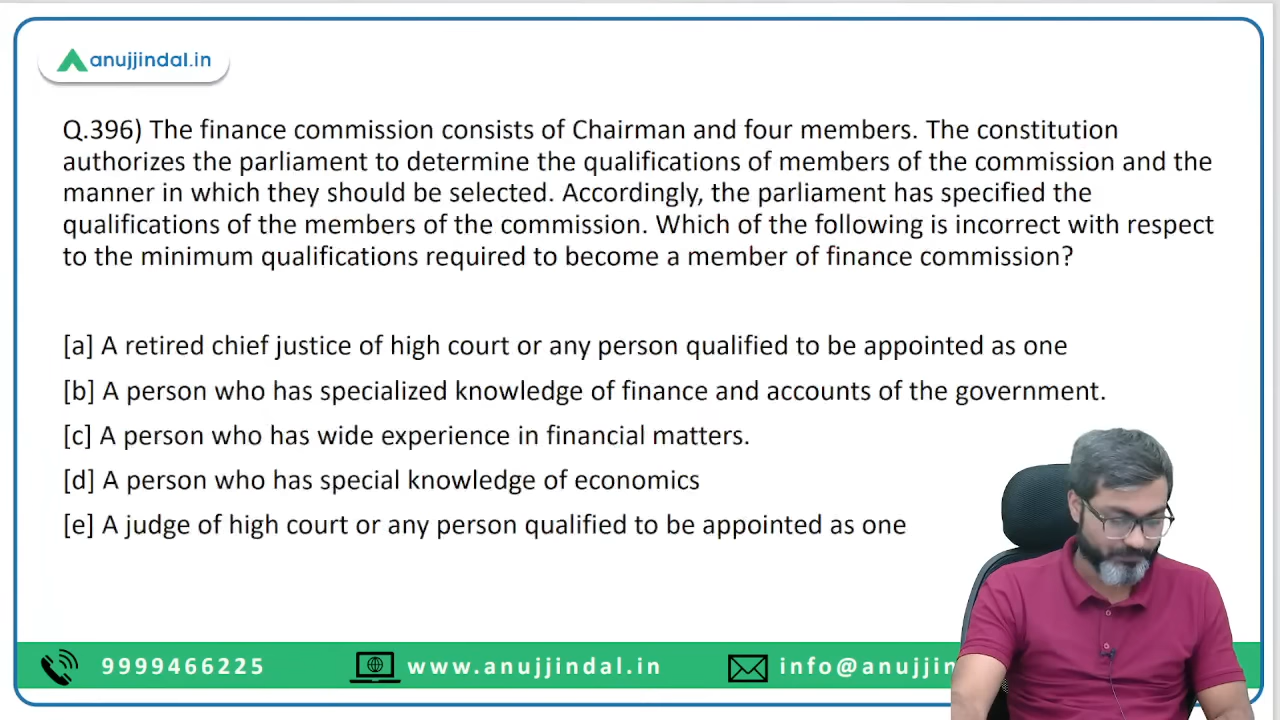 anujjindal.in
Q.396) The finance commission consists of Chairman and four members. The constitution
authorizes the parliament to determine the qualifications of members of the commission and the
manner in which they should be selected. Accordingly, the parliament has specified the
qualifications of the members of the commission. Which of the following is incorrect with respect
to the minimum qualifications required to become a member of finance commission?
[a] A retired chief justice of high court or any person qualified to be appointed as one
[b] A person who has specialized knowledge of finance and accounts of the government.
[c] A person who has wide experience in financial matters.
[d] A person who has special knowledge of economics
[e] A judge of high court or any person qualified to be appointed as one
9999466225 www.anujjindal.in